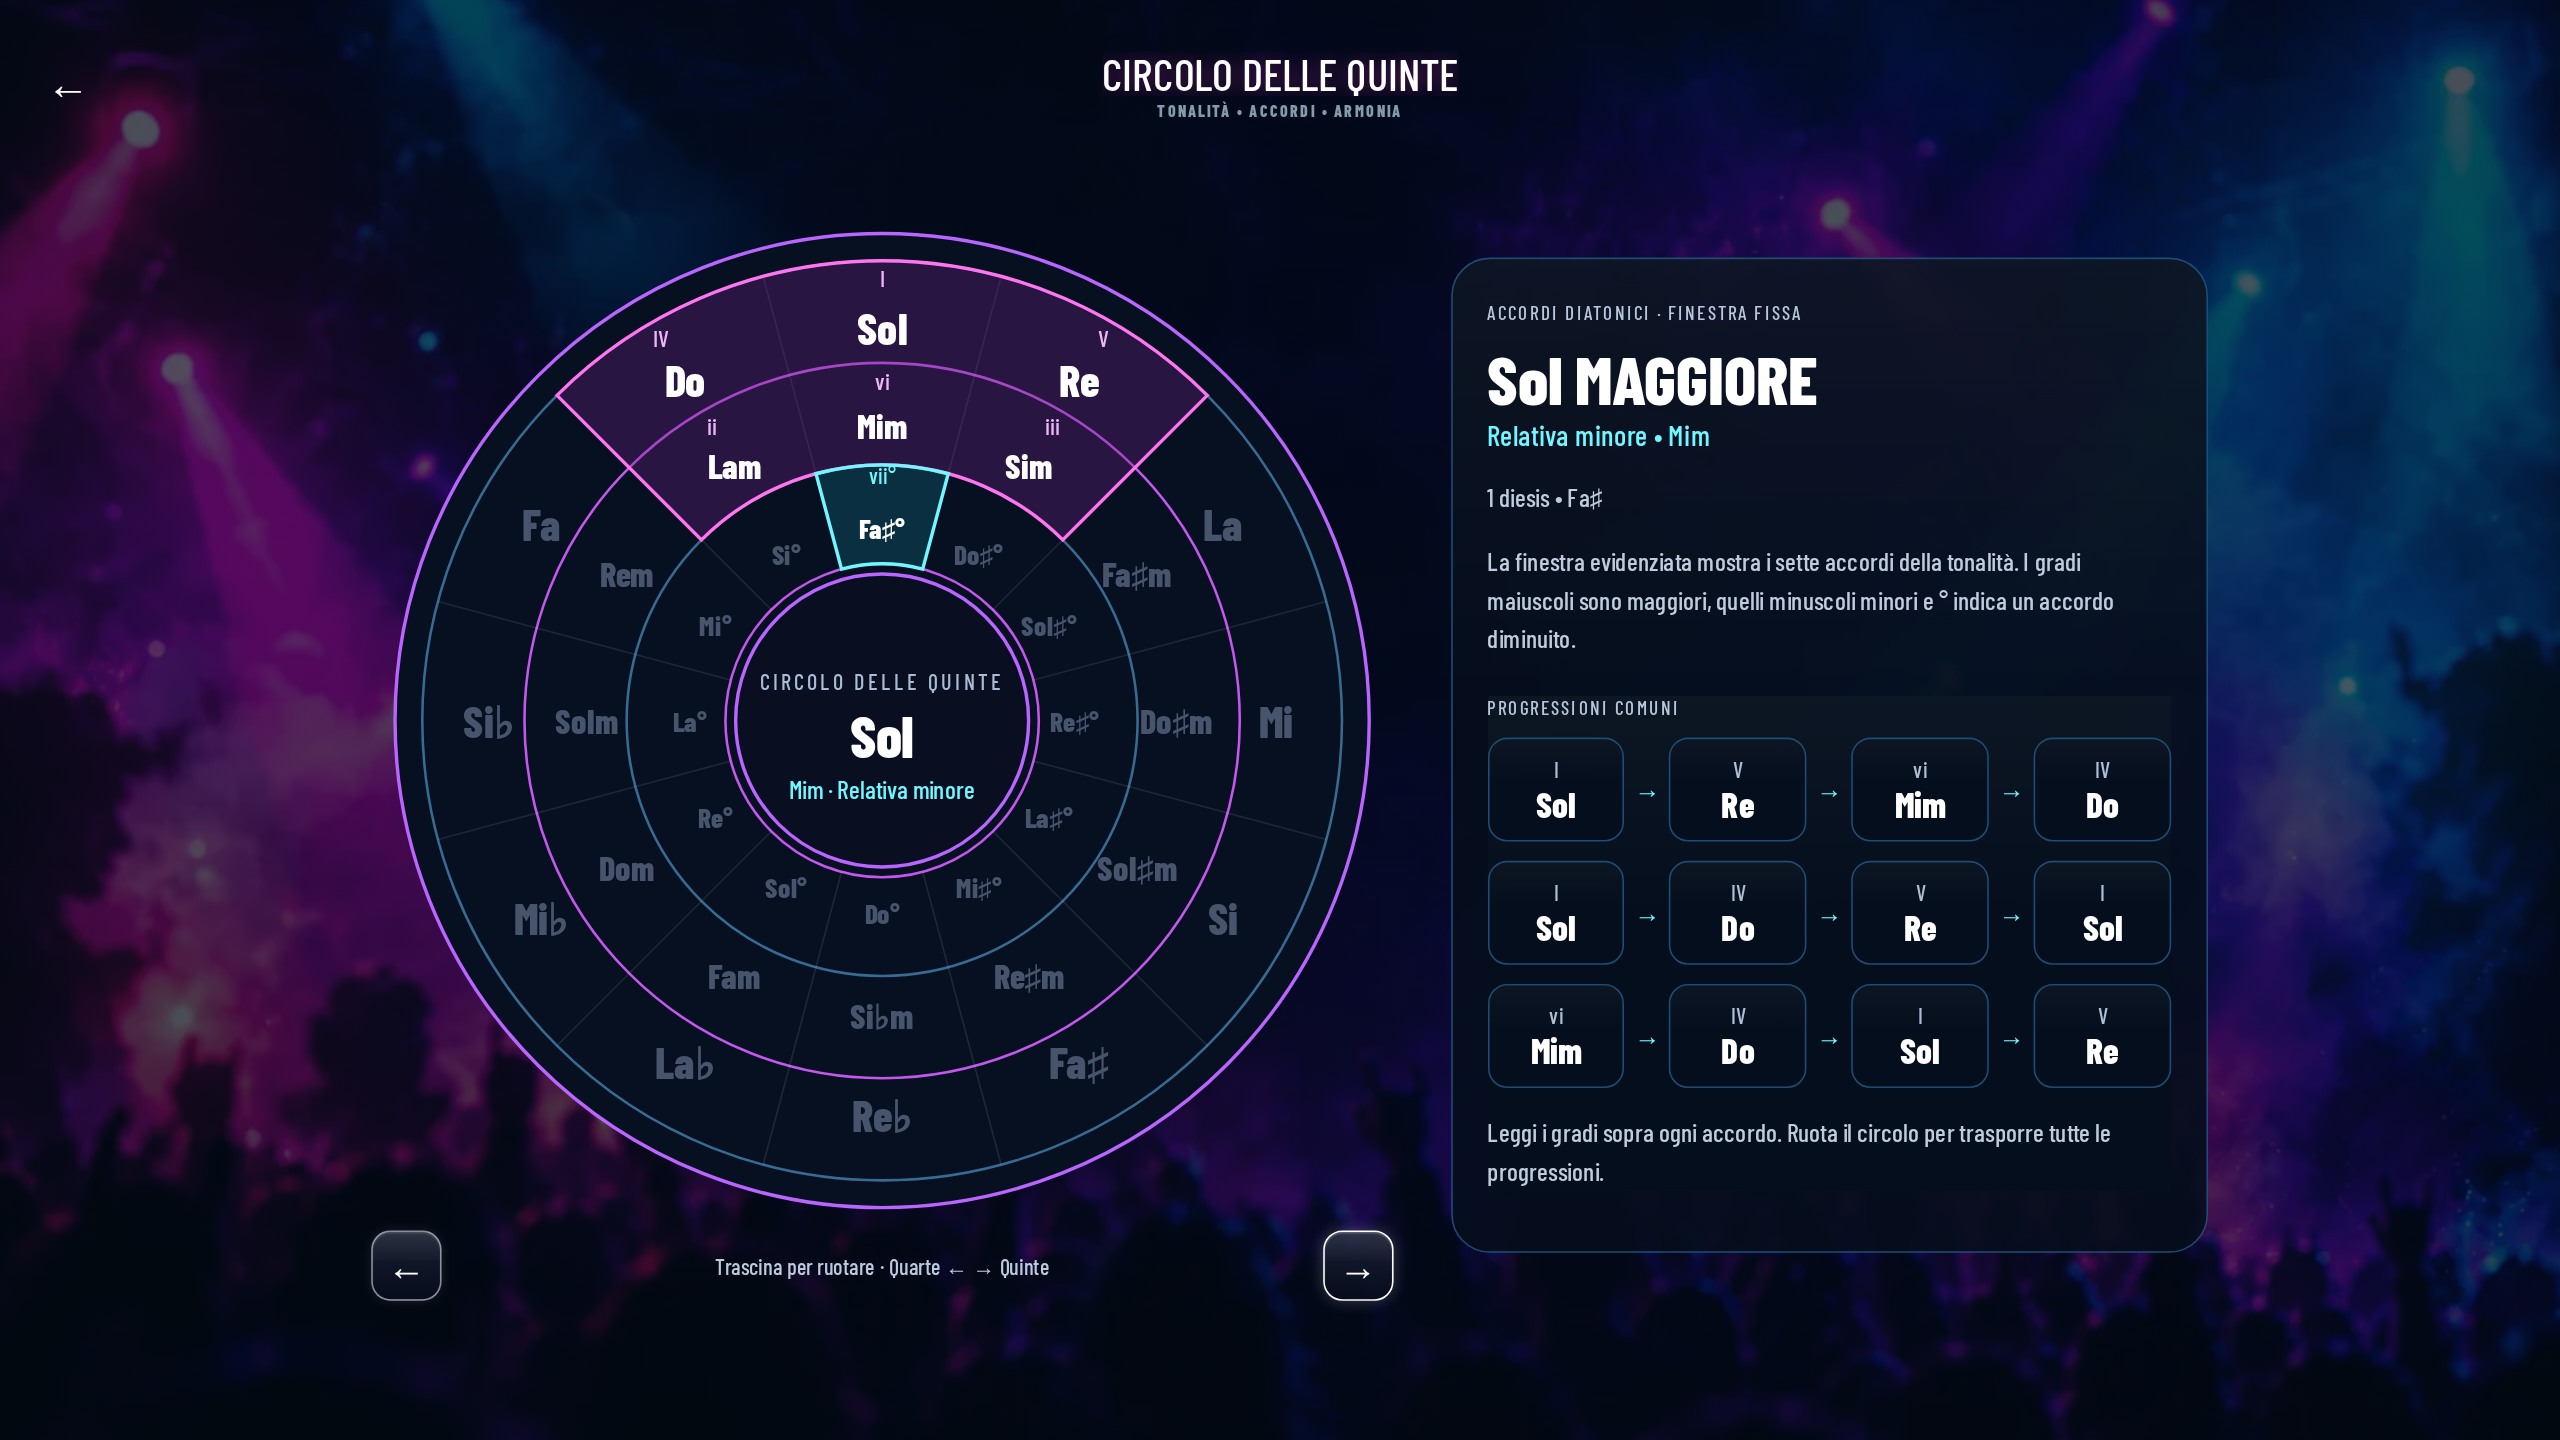 ←
CIRCOLO DELLE QUINTE
TONALITÀ • ACCORDI • ARMONIA
I
Sol
IV
Do
V
Re
vi
Mim
ii
Lam
iii
Sim
vii°
Fa♯°
Si°
Do♯°
Fa
La
Rem
Fa♯m
Mi°
Sol♯°
Si♭
Solm
La°
Re♯°
Do♯m
Mi
CIRCOLO DELLE QUINTE
Sol
Mim · Relativa minore
Re°
La♯°
Dom
Sol♯m
Sol°
Mi♯°
Do°
Mi♭
Si
Fam
Re♯m
Si♭m
La♭
Fa♯
Re♭
←
Trascina per ruotare · Quarte ← → Quinte
→
ACCORDI DIATONICI · FINESTRA FISSA
Sol MAGGIORE
Relativa minore • Mim
1 diesis • Fa♯
La finestra evidenziata mostra i sette accordi della tonalità. I gradi
maiuscoli sono maggiori, quelli minuscoli minori e ° indica un accordo
diminuito.
PROGRESSIONI COMUNI
I V vi IV
Sol → Re → Mim → Do
I IV V I
Sol → Do → Re → Sol
vi IV I V
Mim → Do → Sol → Re
Leggi i gradi sopra ogni accordo. Ruota il circolo per trasporre tutte le
progressioni.